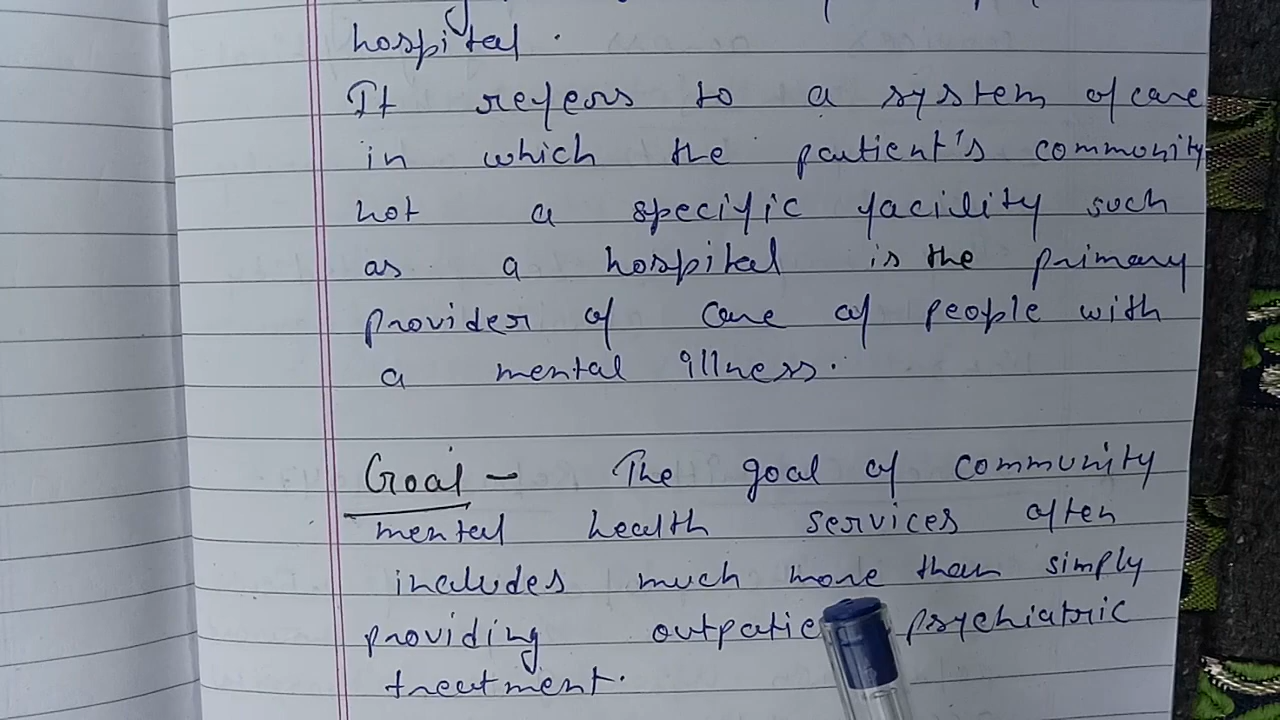 hospital.
It refers to a system of care
in which the patient's community
not a specific facility such
as a hospital is the primary
provider of care of people with
a mental illness.
Goal - The goal of community
mental health services often
includes much more than simply
providing psychiatric
treatment.